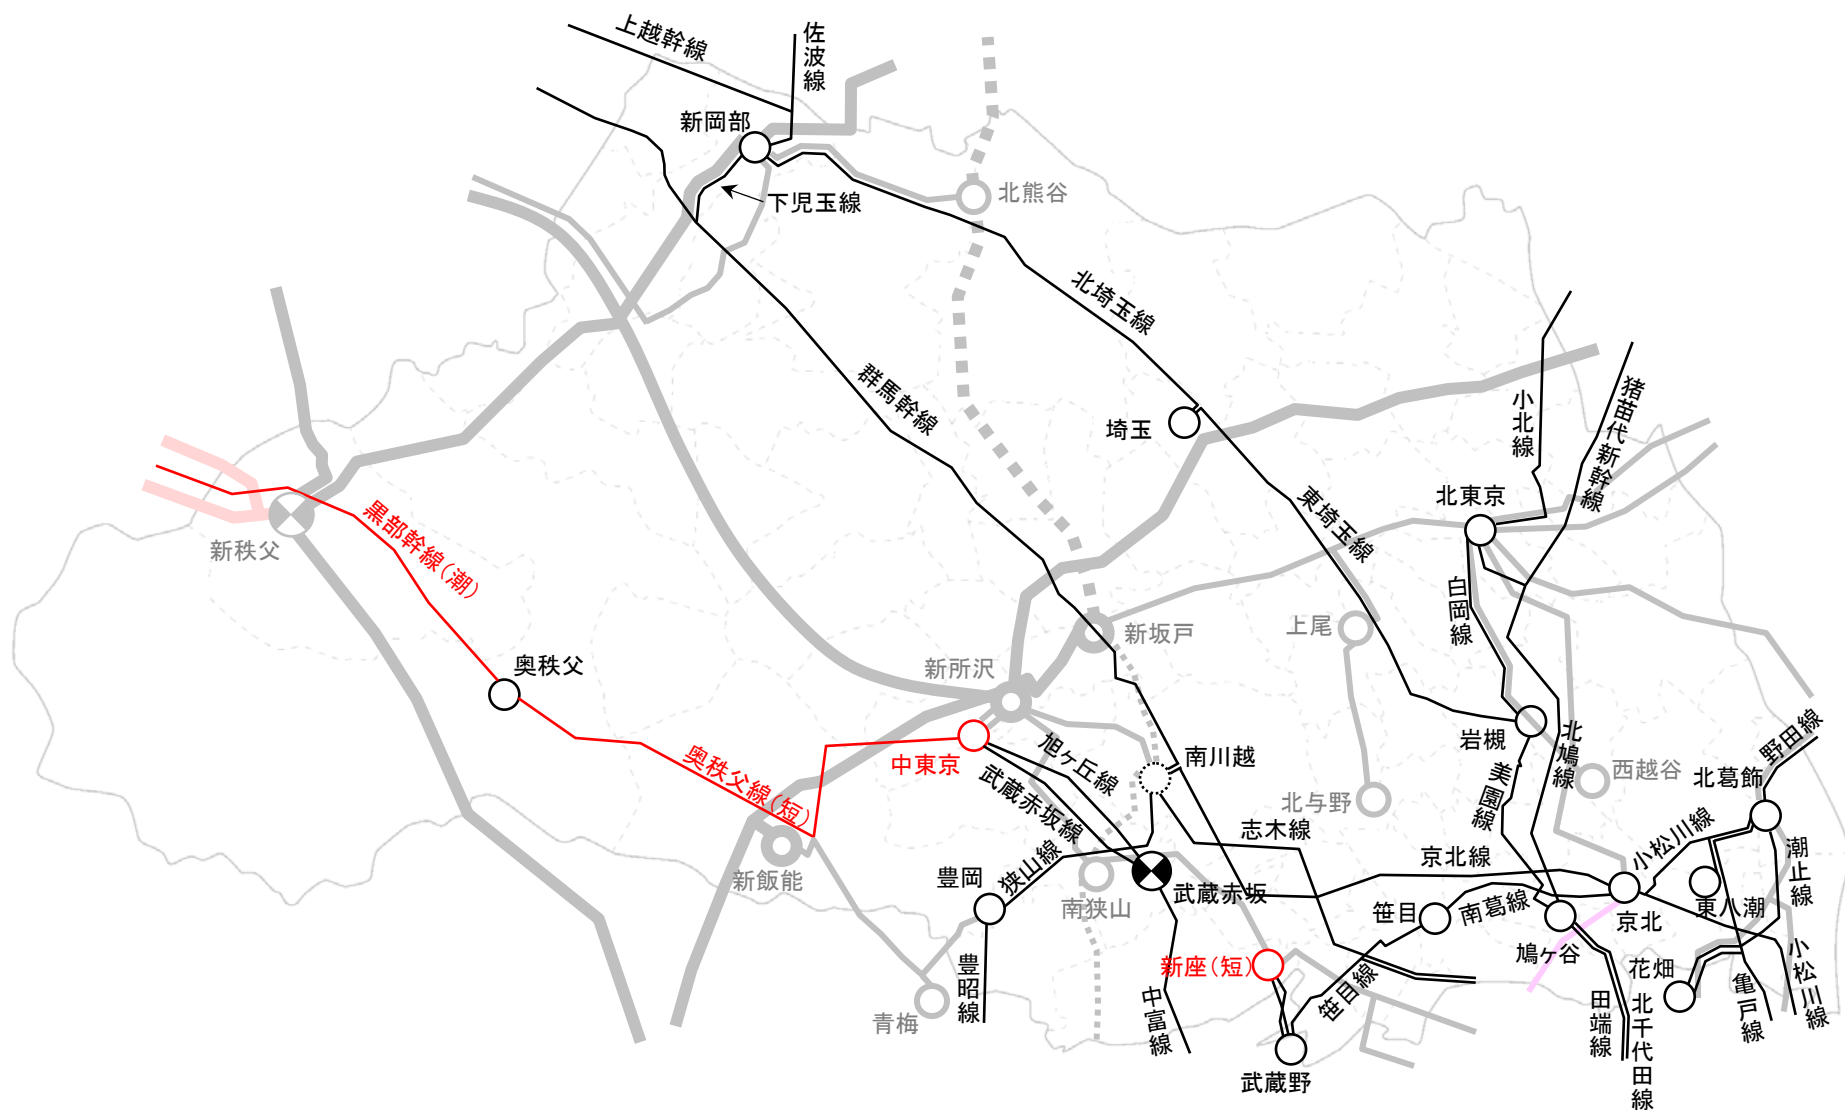 上越幹線
佐波線
新岡部
下児玉線
北熊谷
北埼玉線
群馬幹線
埼玉
小北線
猪苗代新幹線
北東京
東埼玉線
黒部幹線(潮)
新秩父
白岡線
奥秩父
新所沢
新坂戸
上尾
岩槻
北鳩線
野田線
中東京
旭ヶ丘線
南川越
西越谷
北葛飾
奥秩父線(短)
武蔵赤坂線
北与野
美園線
志木線
小松川線
京北線
潮止線
新飯能
豊岡
狭山線
南狭山
武蔵赤坂
笹目
南葛線
京北
東八潮
鳩ヶ谷
新座(短)
花畑
小松川線
豊昭線
青梅
中富線
笹目線
田端線
北千代田線
亀戸線
武蔵野